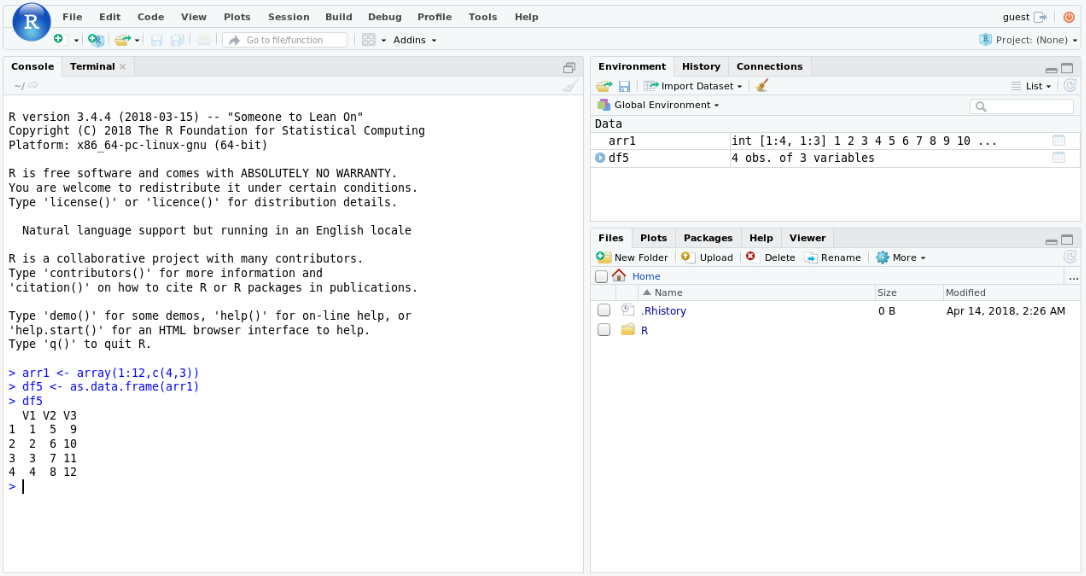 R File Edit Code View Plots Session Build Debug Profile Tools Help guest
Go to file/function Addins Project: (None)
Console Terminal
~/
R version 3.4.4 (2018-03-15) -- "Someone to Lean On"
Copyright (C) 2018 The R Foundation for Statistical Computing
Platform: x86_64-pc-linux-gnu (64-bit)
R is free software and comes with ABSOLUTELY NO WARRANTY.
You are welcome to redistribute it under certain conditions.
Type 'license()' or 'licence()' for distribution details.
Natural language support but running in an English locale
R is a collaborative project with many contributors.
Type 'contributors()' for more information and
'citation()' on how to cite R or R packages in publications.
Type 'demo()' for some demos, 'help()' for on-line help, or
'help.start()' for an HTML browser interface to help.
Type 'q()' to quit R.
> arr1 <- array(1:12,c(4,3))
> df5 <- as.data.frame(arr1)
> df5
V1 V2 V3
1 1 5 9
2 2 6 10
3 3 7 11
4 4 8 12
>
Environment History Connections
Import Dataset List
Global Environment
Data
arr1 int [1:4, 1:3] 1 2 3 4 5 6 7 8 9 10 ...
df5 4 obs. of 3 variables
Files Plots Packages Help Viewer
New Folder Upload Delete Rename More
Home ...
Name Size Modified
.Rhistory 0 B Apr 14, 2018, 2:26 AM
R